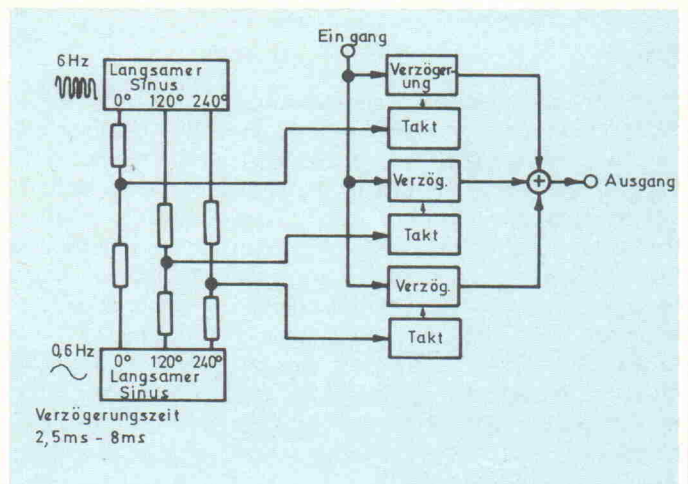 6Hz
Langsamer
Sinus
0° 120° 240°
Ein gang
Verzöger-
ung
Takt
Verzög.
Takt
Verzög.
Takt
+
Ausgang
0,6Hz
0° 120° 240°
Langsamer
Sinus
Verzögerungszeit
2,5ms - 8ms